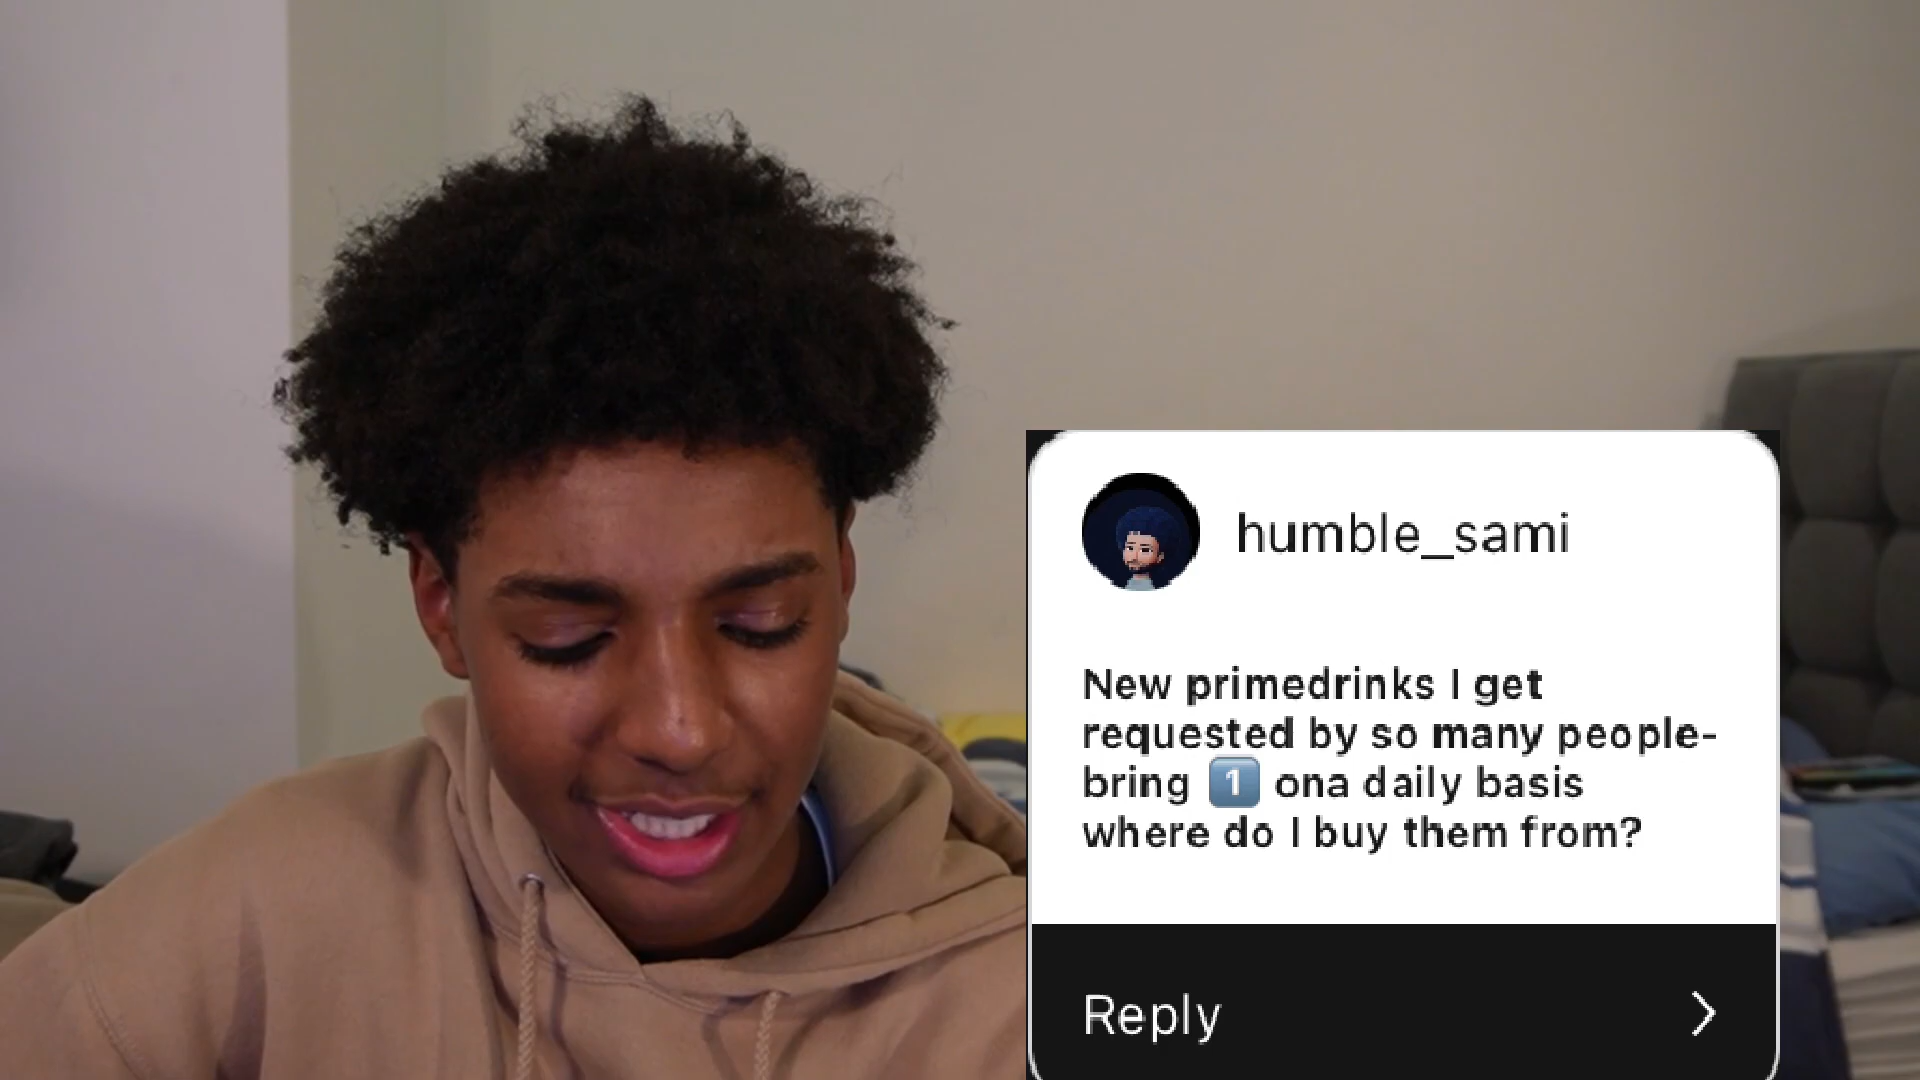 humble_sami
New primedrinks I get
requested by so many people-
bring 1️⃣ ona daily basis
where do I buy them from?
Reply